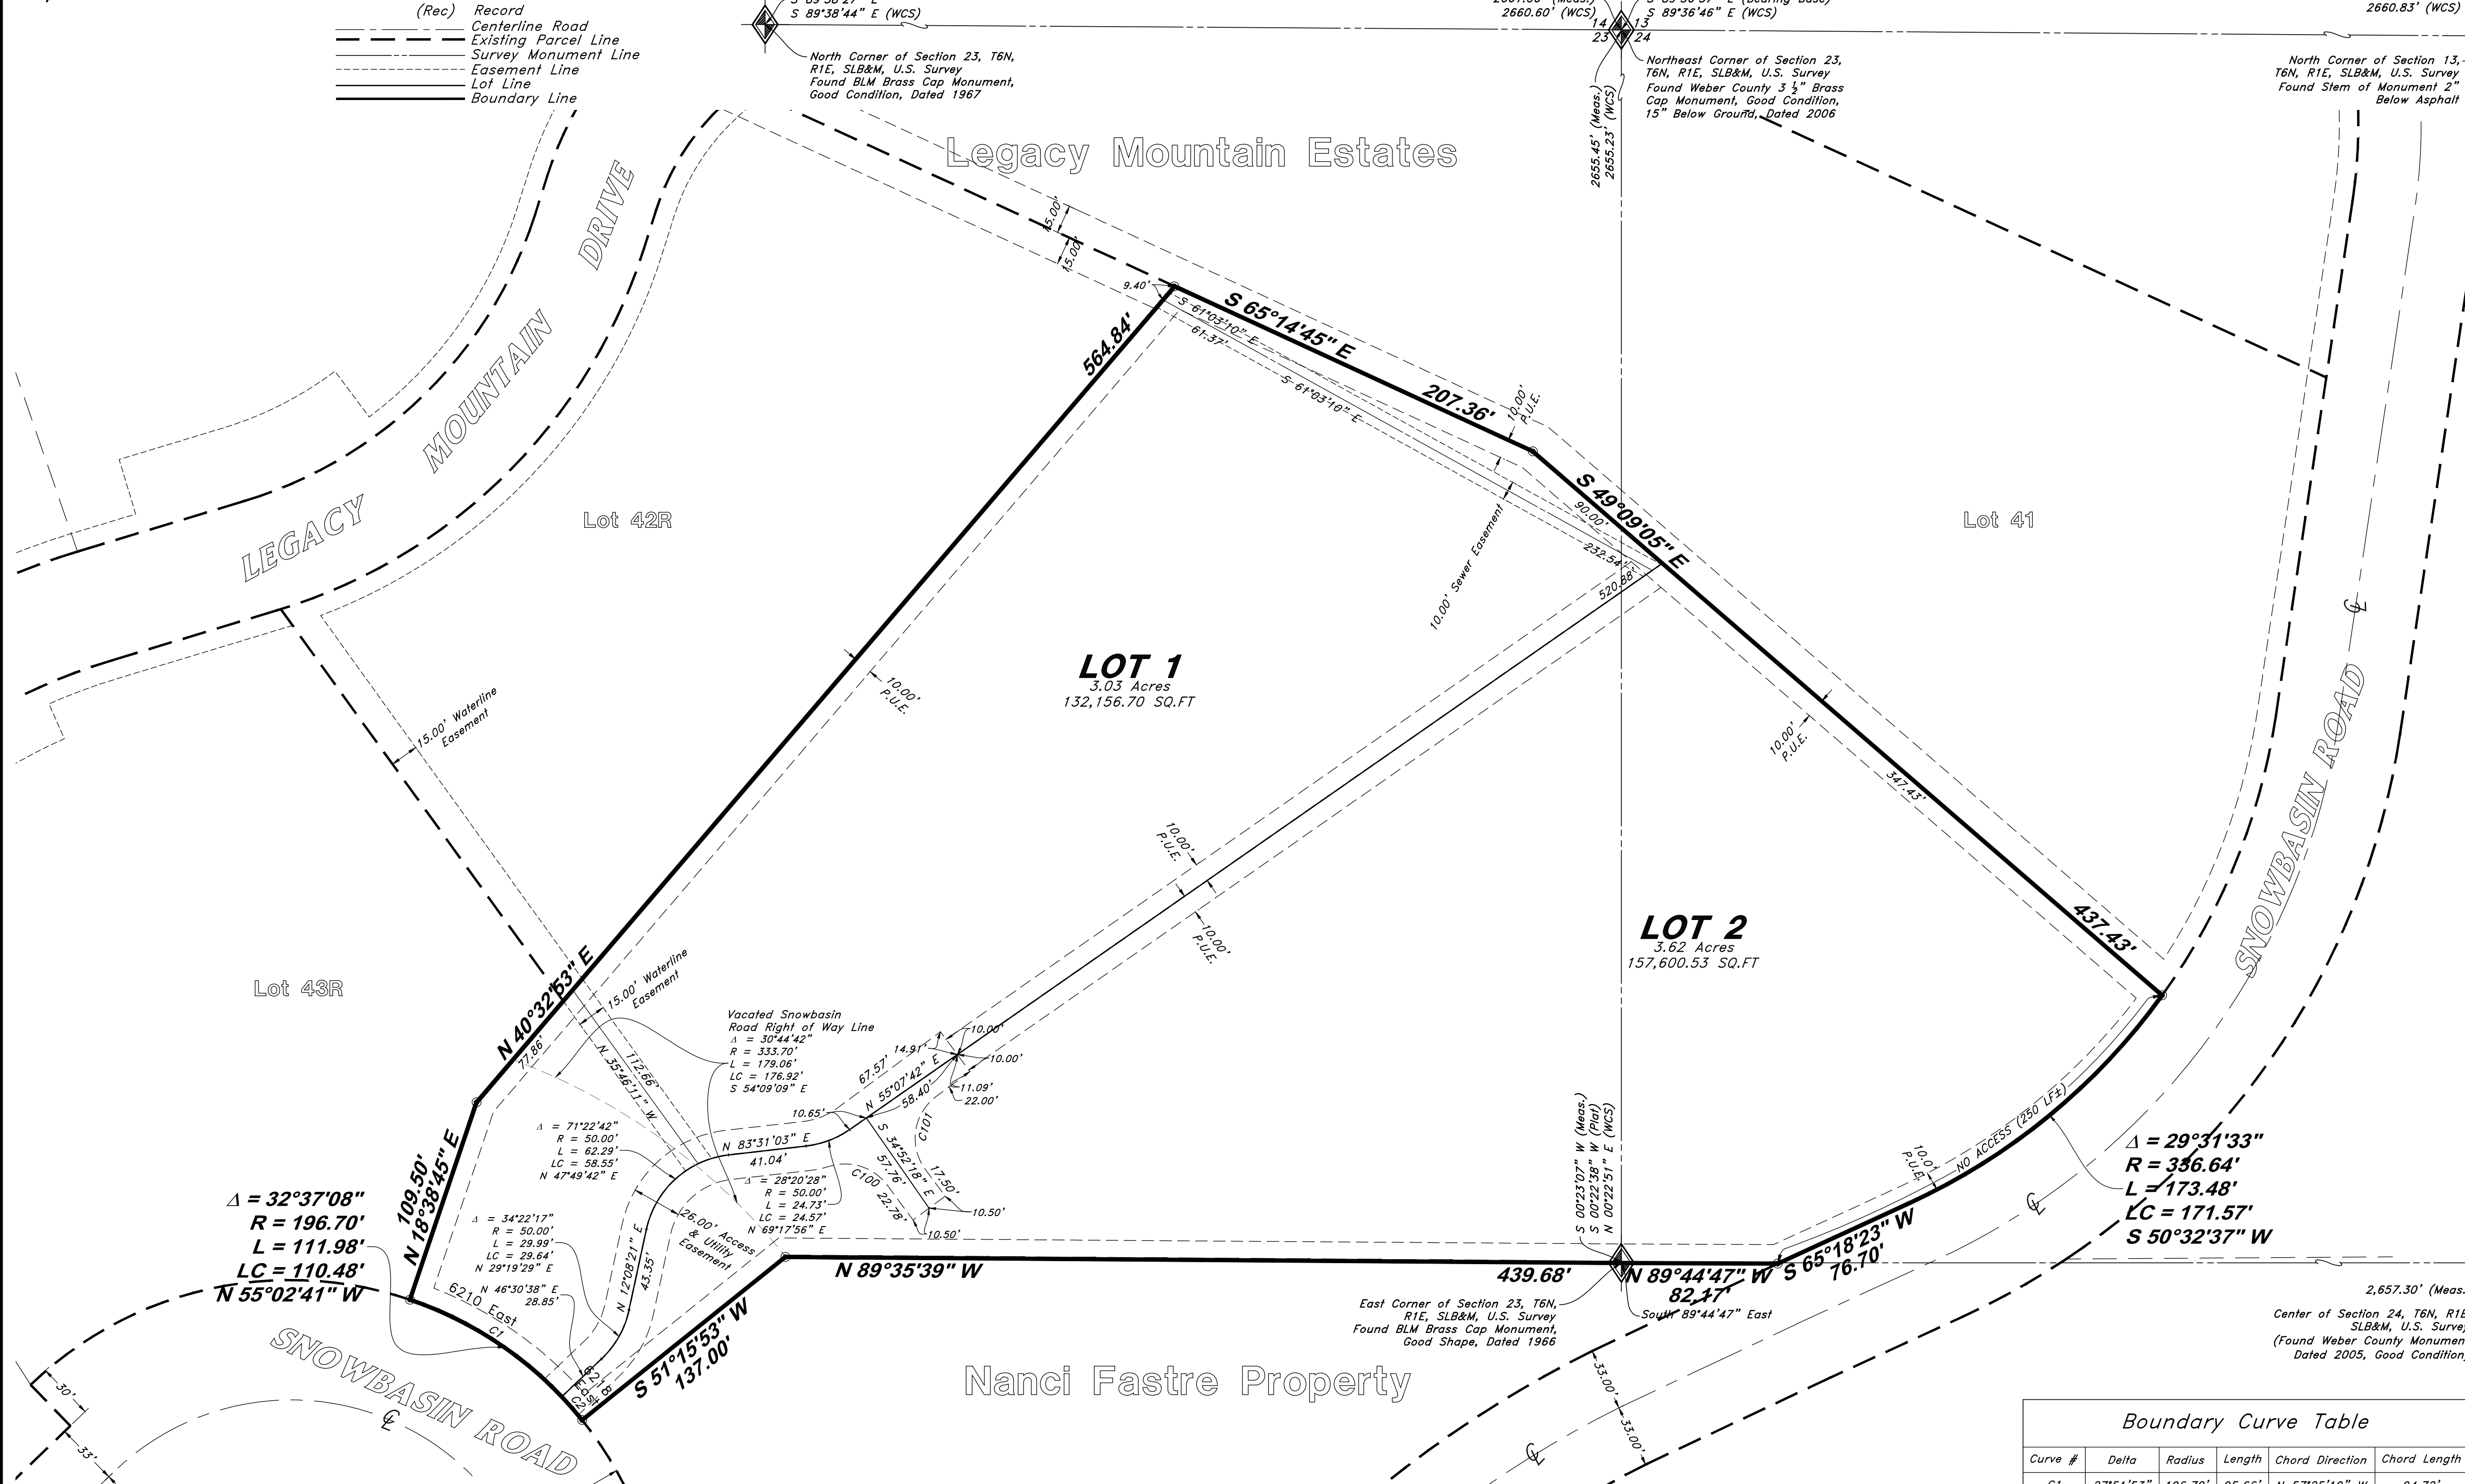 (Rec) Record
Centerline Road
Existing Parcel Line
Survey Monument Line
Easement Line
Lot Line
Boundary Line
S 89°38'44" E (WCS)
North Corner of Section 23, T6N,
R1E, SLB&M, U.S. Survey
Found BLM Brass Cap Monument,
Good Condition, Dated 1967
2660.60' (WCS)
14 13
23 24
S 89°36'46" E (WCS)
Northeast Corner of Section 23,
T6N, R1E, SLB&M, U.S. Survey
Found Weber County 3 ½" Brass
Cap Monument, Good Condition,
15" Below Ground, Dated 2006
2655.45' (Meas.)
2655.23' (WCS)
2660.83' (WCS)
North Corner of Section 13,
T6N, R1E, SLB&M, U.S. Survey
Found Stem of Monument 2"
Below Asphalt
Legacy Mountain Estates
LEGACY MOUNTAIN DRIVE
15.00'
15.00'
9.40'
S 65°14'45" E
207.36'
S 61°03'10" E
61.37'
S 61°03'10" E
10.00'
P.U.E.
564.84'
S 49°09'05" E
90.00'
232.54'
520.88'
10.00' Sewer Easement
Lot 42R
Lot 41
LOT 1
3.03 Acres
132,156.70 SQ.FT
10.00'
P.U.E.
15.00' Waterline
Easement
10.00'
P.U.E.
347.43'
437.43'
10.00'
P.U.E.
10.00'
P.U.E.
LOT 2
3.62 Acres
157,600.53 SQ.FT
SNOWBASIN ROAD
Lot 43R
N 40°32'53" E
77.86'
15.00' Waterline
Easement
N 35°46'11" W
112.66'
Vacated Snowbasin
Road Right of Way Line
Δ = 30°44'42"
R = 333.70'
L = 179.06'
LC = 176.92'
S 54°09'09" E
67.57'
14.91'
10.00'
10.00'
11.09'
22.00'
N 55°07'42" E
58.40'
C101
10.65'
N 83°31'03" E
41.04'
S 34°52'18" E
57.76'
17.50'
C100 22.78'
10.50'
10.50'
Δ = 71°22'42"
R = 50.00'
L = 62.29'
LC = 58.55'
N 47°49'42" E
Δ = 28°20'28"
R = 50.00'
L = 24.73'
LC = 24.57'
N 69°17'56" E
Δ = 34°22'17"
R = 50.00'
L = 29.99'
LC = 29.64'
N 29°19'29" E
N 46°30'38" E
28.85'
N 12°08'21" E
43.35'
26.00' Access
& Utility
Easement
109.50'
N 18°38'45" E
Δ = 32°37'08"
R = 196.70'
L = 111.98'
LC = 110.48'
N 55°02'41" W
6210 East
C1
6218
East
C2
S 51°15'53" W
137.00'
N 89°35'39" W
439.68'
S 00°23'07" W (Meas.)
S 00°22'38" W (Plat)
N 00°22'51" E (WCS)
N 89°44'47" W
82.17'
S 65°18'23" W
76.70'
South 89°44'47" East
10.0'
P.U.E.
NO ACCESS (250 LF±)
Δ = 29°31'33"
R = 336.64'
L = 173.48'
LC = 171.57'
S 50°32'37" W
East Corner of Section 23, T6N,
R1E, SLB&M, U.S. Survey
Found BLM Brass Cap Monument,
Good Shape, Dated 1966
2,657.30' (Meas.
Center of Section 24, T6N, R1E
SLB&M, U.S. Survey
(Found Weber County Monument
Dated 2005, Good Condition
Nanci Fastre Property
SNOWBASIN ROAD
30'
33'
33.00'
33.00'
Boundary Curve Table
Curve # Delta Radius Length Chord Direction Chord Length